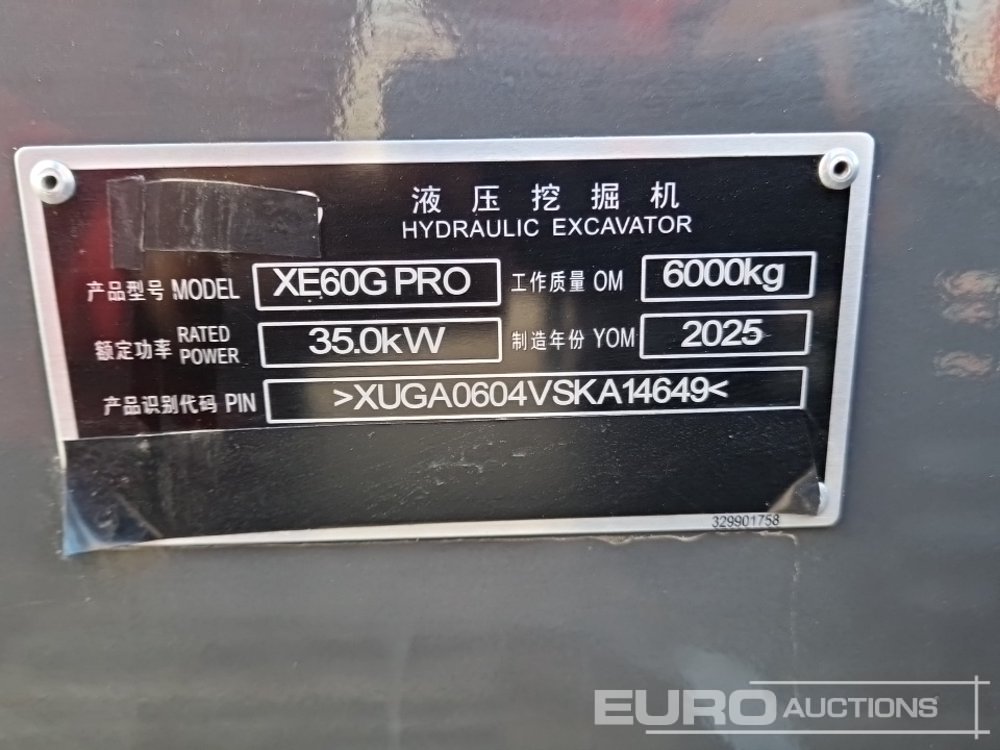 液压挖掘机
HYDRAULIC EXCAVATOR
产品型号 MODEL XE60G PRO 工作质量 OM 6000kg
额定功率 RATED POWER 35.0kW 制造年份 YOM 2025
产品识别代码 PIN >XUGA0604VSKA14649<
329901758
EURO AUCTIONS